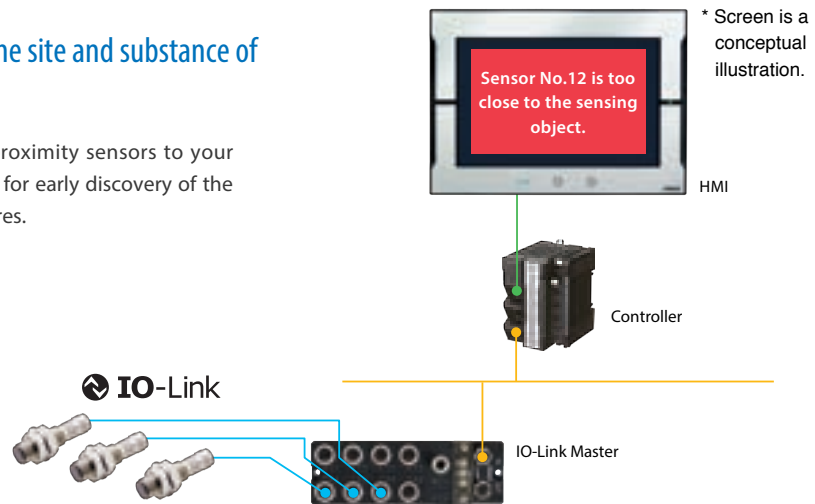 he site and substance of
roximity sensors to your
for early discovery of the
res.
* Screen is a
conceptual
illustration.
Sensor No.12 is too
close to the sensing
object.
HMI
Controller
IO-Link
IO-Link Master